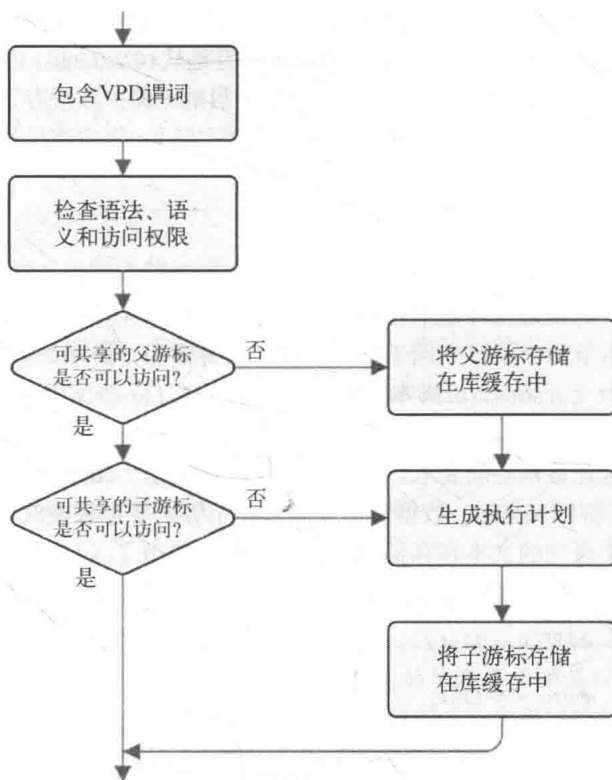 包含VPD谓词
检查语法、语
义和访问权限
可共享的父游标
是否可以访问?
否
将父游标存储
在库缓存中
是
可共享的子游标
是否可以访问?
否
生成执行计划
是
将子游标存储
在库缓存中